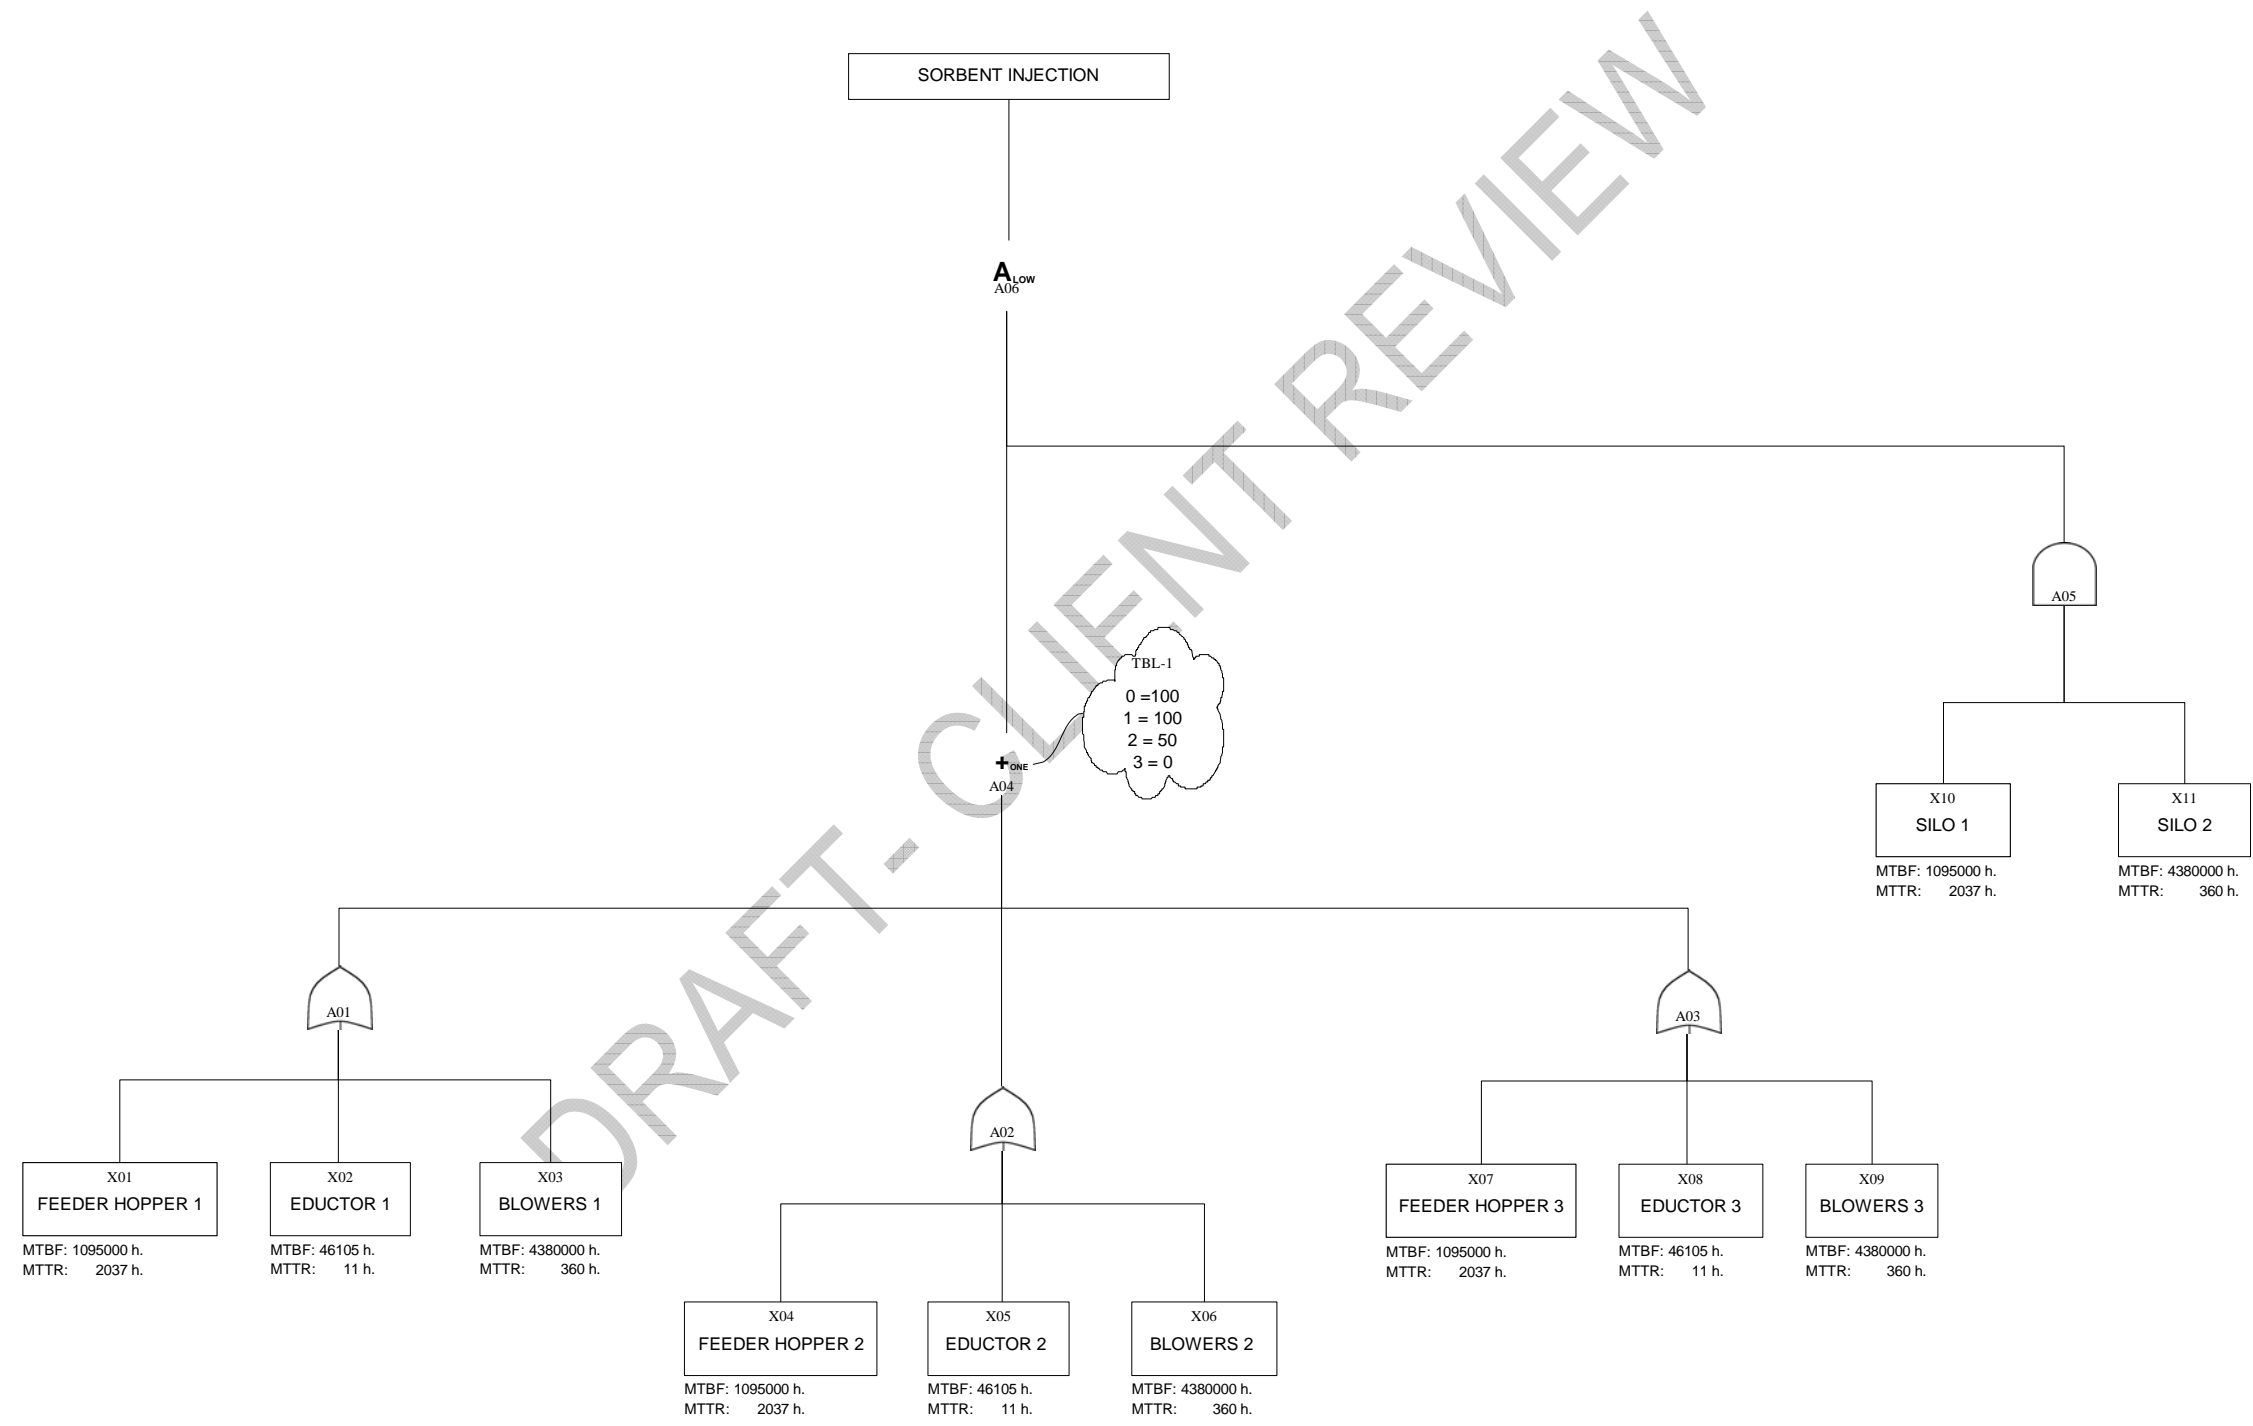 SORBENT INJECTION
A LOW
A06
A05
TBL-1
0 =100
1 = 100
2 = 50
3 = 0
+ ONE
A04
X10
SILO 1
MTBF: 1095000 h.
MTTR: 2037 h.
X11
SILO 2
MTBF: 4380000 h.
MTTR: 360 h.
A01
A03
A02
X01
FEEDER HOPPER 1
MTBF: 1095000 h.
MTTR: 2037 h.
X02
EDUCTOR 1
MTBF: 46105 h.
MTTR: 11 h.
X03
BLOWERS 1
MTBF: 4380000 h.
MTTR: 360 h.
X04
FEEDER HOPPER 2
MTBF: 1095000 h.
MTTR: 2037 h.
X05
EDUCTOR 2
MTBF: 46105 h.
MTTR: 11 h.
X06
BLOWERS 2
MTBF: 4380000 h.
MTTR: 360 h.
X07
FEEDER HOPPER 3
MTBF: 1095000 h.
MTTR: 2037 h.
X08
EDUCTOR 3
MTBF: 46105 h.
MTTR: 11 h.
X09
BLOWERS 3
MTBF: 4380000 h.
MTTR: 360 h.
DRAFT- CLIENT REVIEW